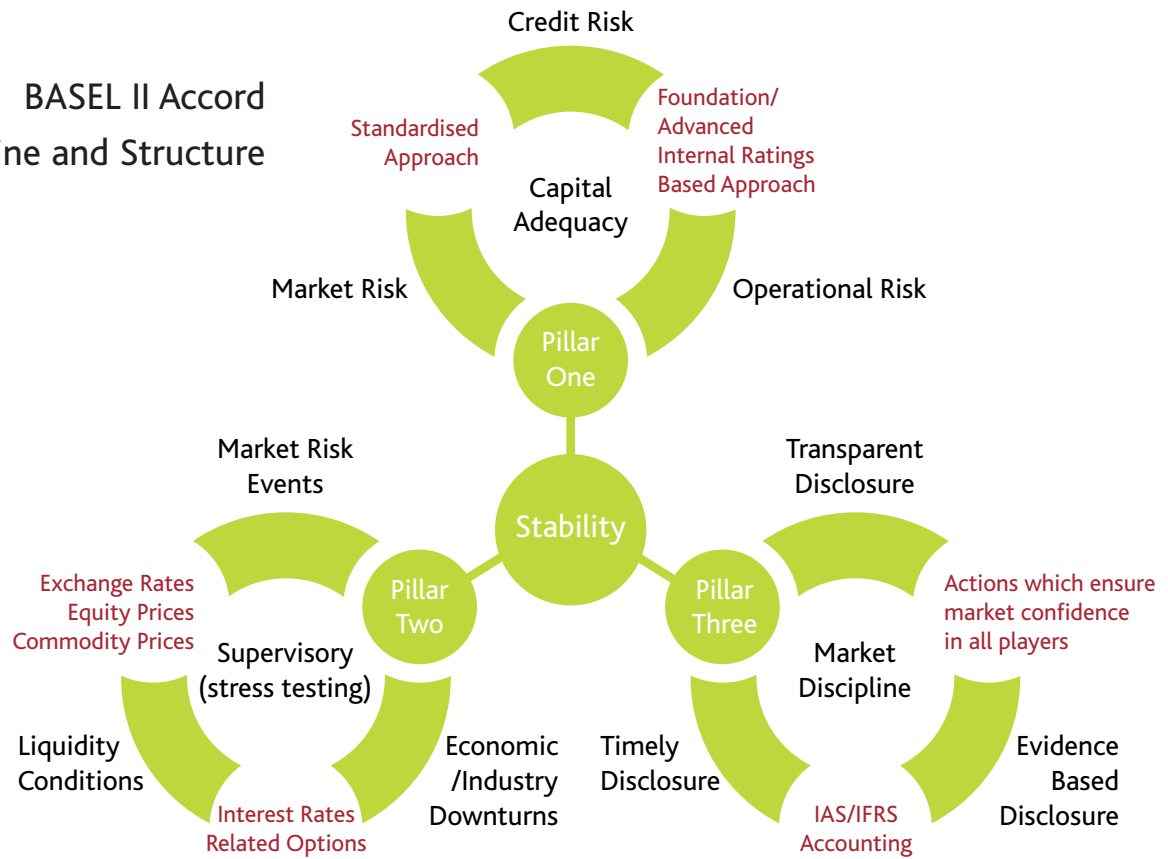 BASEL II Accord
ine and Structure
Credit Risk
Standardised
Approach
Foundation/
Advanced
Internal Ratings
Based Approach
Capital
Adequacy
Market Risk
Operational Risk
Pillar
One
Stability
Market Risk
Events
Pillar
Two
Exchange Rates
Equity Prices
Commodity Prices
Supervisory
(stress testing)
Liquidity
Conditions
Economic
/Industry
Downturns
Interest Rates
Related Options
Transparent
Disclosure
Pillar
Three
Actions which ensure
market confidence
in all players
Market
Discipline
Timely
Disclosure
Evidence
Based
Disclosure
IAS/IFRS
Accounting